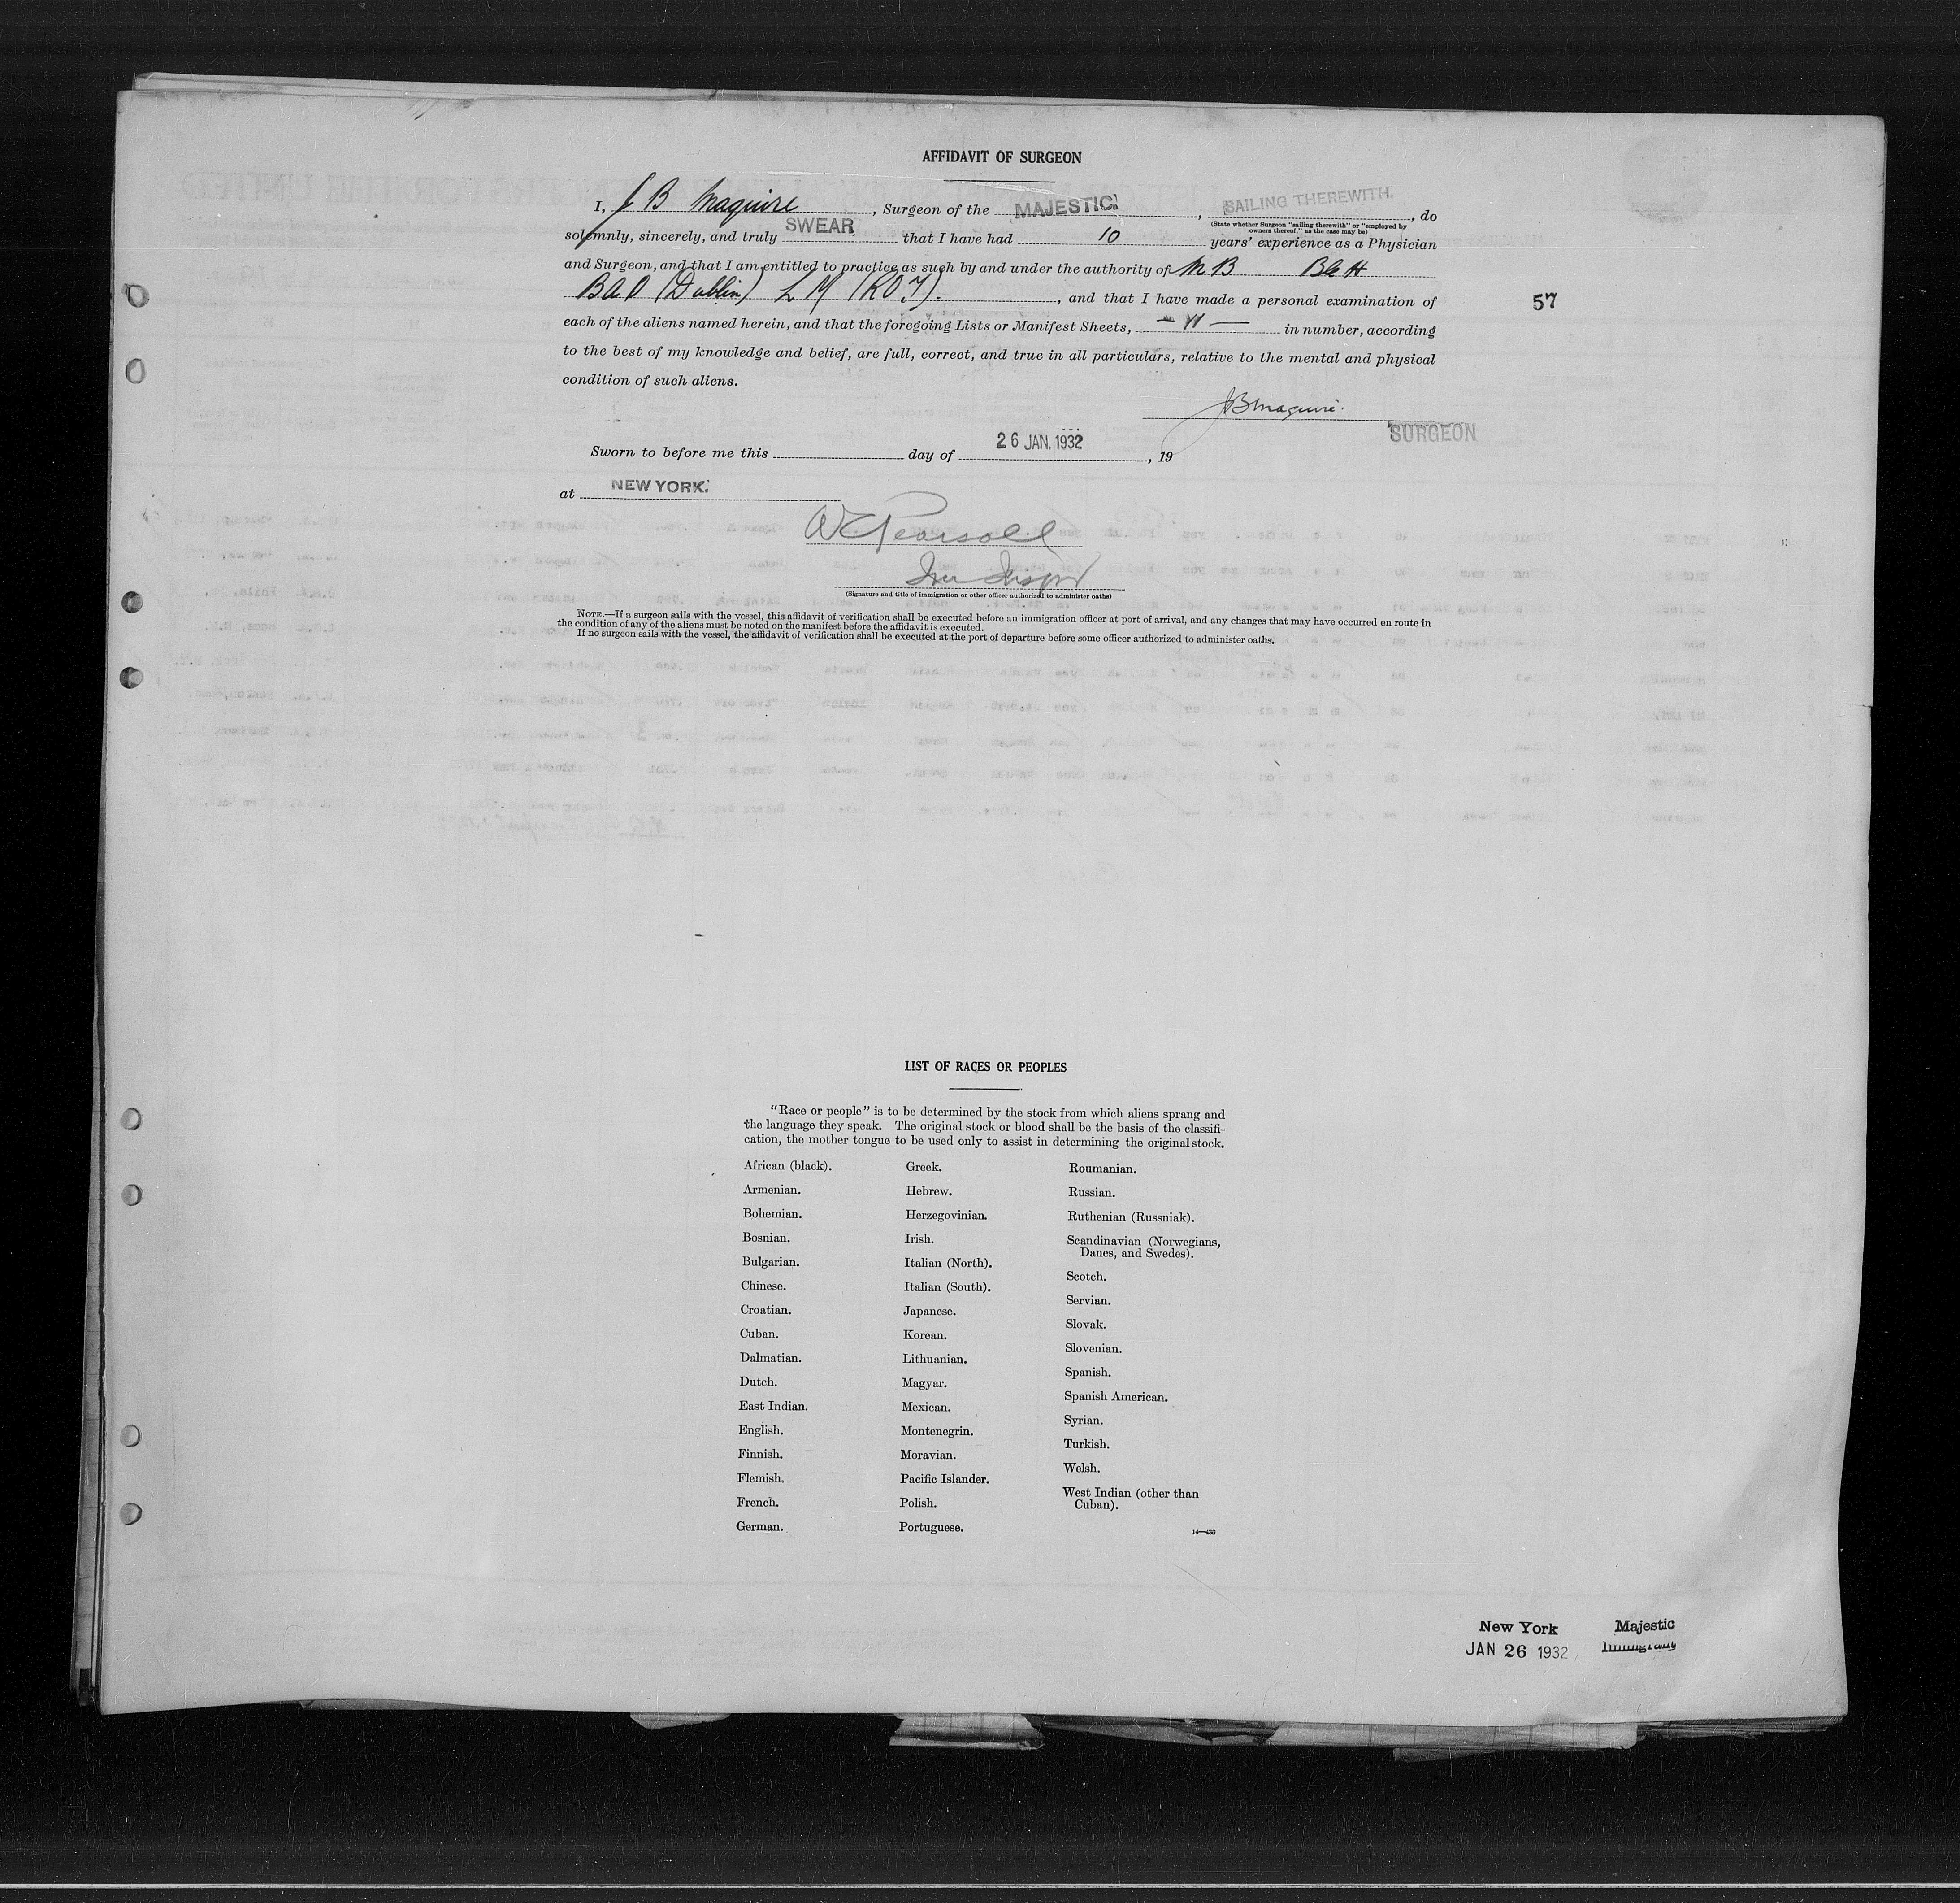 AFFIDAVIT OF SURGEON
I, J B Maguire, Surgeon of the MAJESTIC, SAILING THEREWITH., do
(State whether Surgeon "sailing therewith" or "employed by
owners thereof," as the case may be)
solemnly, sincerely, and truly SWEAR that I have had 10 years' experience as a Physician
and Surgeon, and that I am entitled to practice as such by and under the authority of M B
B A O (Dublin) L M, and that I have made a personal examination of
57
each of the aliens named herein, and that the foregoing Lists or Manifest Sheets, in number, according
to the best of my knowledge and belief, are full, correct, and true in all particulars, relative to the mental and physical
condition of such aliens.
JBMaguire.
SURGEON
Sworn to before me this day of 26 JAN. 1932, 19
at NEW YORK.
Pearsall
(Signature and title of immigration or other officer authorized to administer oaths)
NOTE.—If a surgeon sails with the vessel, this affidavit of verification shall be executed before an immigration officer at port of arrival, and any changes that may have occurred en route in
the condition of any of the aliens must be noted on the manifest before the affidavit is executed.
If no surgeon sails with the vessel, the affidavit of verification shall be executed at the port of departure before some officer authorized to administer oaths.
LIST OF RACES OR PEOPLES
"Race or people" is to be determined by the stock from which aliens sprang and
the language they speak. The original stock or blood shall be the basis of the classifi-
cation, the mother tongue to be used only to assist in determining the original stock.
African (black).
Armenian.
Bohemian.
Bosnian.
Bulgarian.
Chinese.
Croatian.
Cuban.
Dalmatian.
Dutch.
East Indian.
English.
Finnish.
Flemish.
French.
German.
Greek.
Hebrew.
Herzegovinian.
Irish.
Italian (North).
Italian (South).
Japanese.
Korean.
Lithuanian.
Magyar.
Mexican.
Montenegrin.
Moravian.
Pacific Islander.
Polish.
Portuguese.
Roumanian.
Russian.
Ruthenian (Russniak).
Scandinavian (Norwegians,
Danes, and Swedes).
Scotch.
Servian.
Slovak.
Slovenian.
Spanish.
Spanish American.
Syrian.
Turkish.
Welsh.
West Indian (other than
Cuban).
14—430
New York Majestic
JAN 26 1932 Immigrant